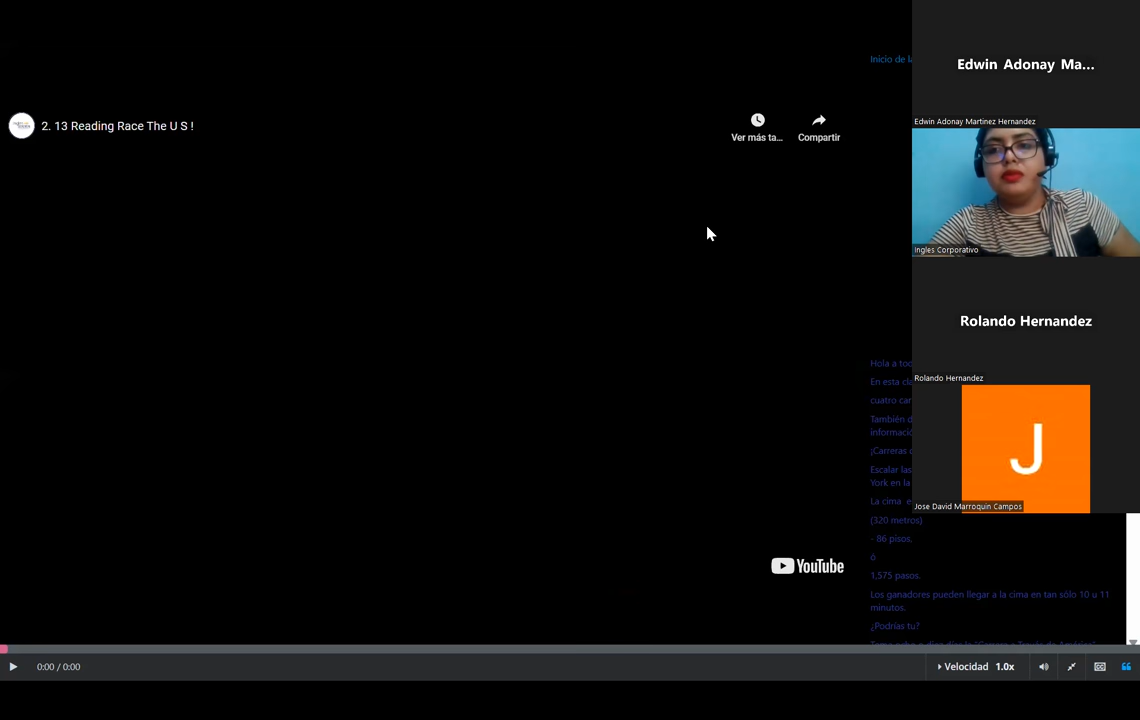 Inicio de la
2. 13 Reading Race The U S !
Ver más ta...
Compartir
Hola a toc
En esta cla
cuatro car
También d
informació
¡Carreras c
Escalar las
York en la
La cima e
(320 metros)
- 86 pisos.
ó
1,575 pasos.
Los ganadores pueden llegar a la cima en tan sólo 10 u 11
minutos.
¿Podrías tu?
YouTube
0:00 / 0:00
Velocidad 1.0x
Edwin Adonay Ma...
Edwin Adonay Martinez Hernandez
Ingles Corporativo
Rolando Hernandez
Rolando Hernandez
J
Jose David Marroquin Campos